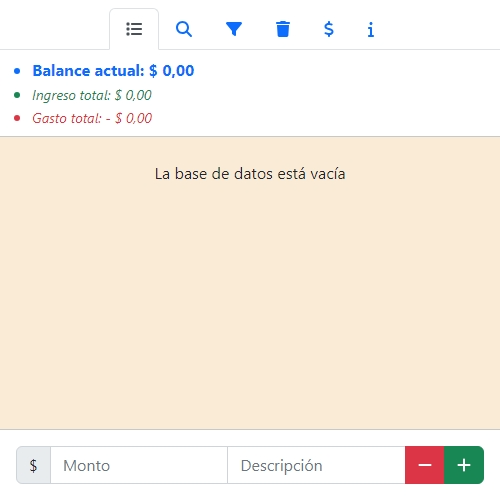 Balance actual: $ 0,00
Ingreso total: $ 0,00
Gasto total: - $ 0,00
La base de datos está vacía
$ Monto Descripción